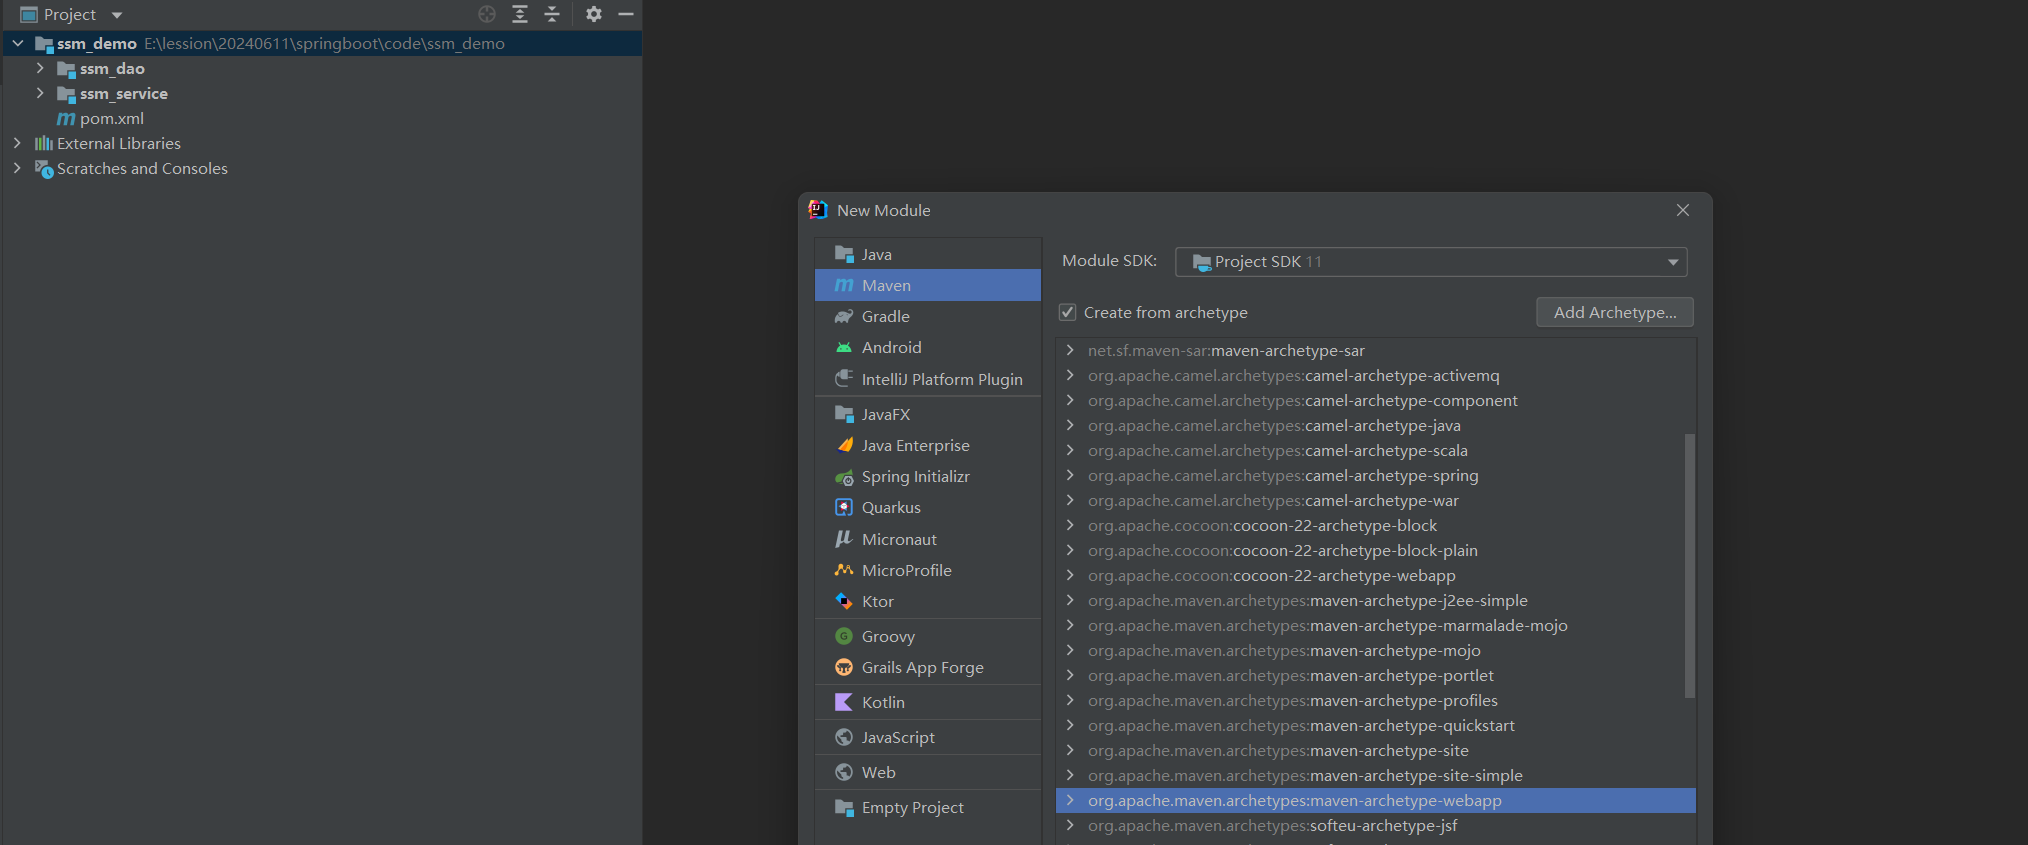 Project
ssm_demo E:\lession\20240611\springboot\code\ssm_demo
ssm_dao
ssm_service
pom.xml
External Libraries
Scratches and Consoles
New Module
Java
Maven
Gradle
Android
IntelliJ Platform Plugin
JavaFX
Java Enterprise
Spring Initializr
Quarkus
Micronaut
MicroProfile
Ktor
Groovy
Grails App Forge
Kotlin
JavaScript
Web
Empty Project
Module SDK: Project SDK 11
Create from archetype Add Archetype...
net.sf.maven-sar:maven-archetype-sar
org.apache.camel.archetypes:camel-archetype-activemq
org.apache.camel.archetypes:camel-archetype-component
org.apache.camel.archetypes:camel-archetype-java
org.apache.camel.archetypes:camel-archetype-scala
org.apache.camel.archetypes:camel-archetype-spring
org.apache.camel.archetypes:camel-archetype-war
org.apache.cocoon:cocoon-22-archetype-block
org.apache.cocoon:cocoon-22-archetype-block-plain
org.apache.cocoon:cocoon-22-archetype-webapp
org.apache.maven.archetypes:maven-archetype-j2ee-simple
org.apache.maven.archetypes:maven-archetype-marmalade-mojo
org.apache.maven.archetypes:maven-archetype-mojo
org.apache.maven.archetypes:maven-archetype-portlet
org.apache.maven.archetypes:maven-archetype-profiles
org.apache.maven.archetypes:maven-archetype-quickstart
org.apache.maven.archetypes:maven-archetype-site
org.apache.maven.archetypes:maven-archetype-site-simple
org.apache.maven.archetypes:maven-archetype-webapp
org.apache.maven.archetypes:softeu-archetype-jsf